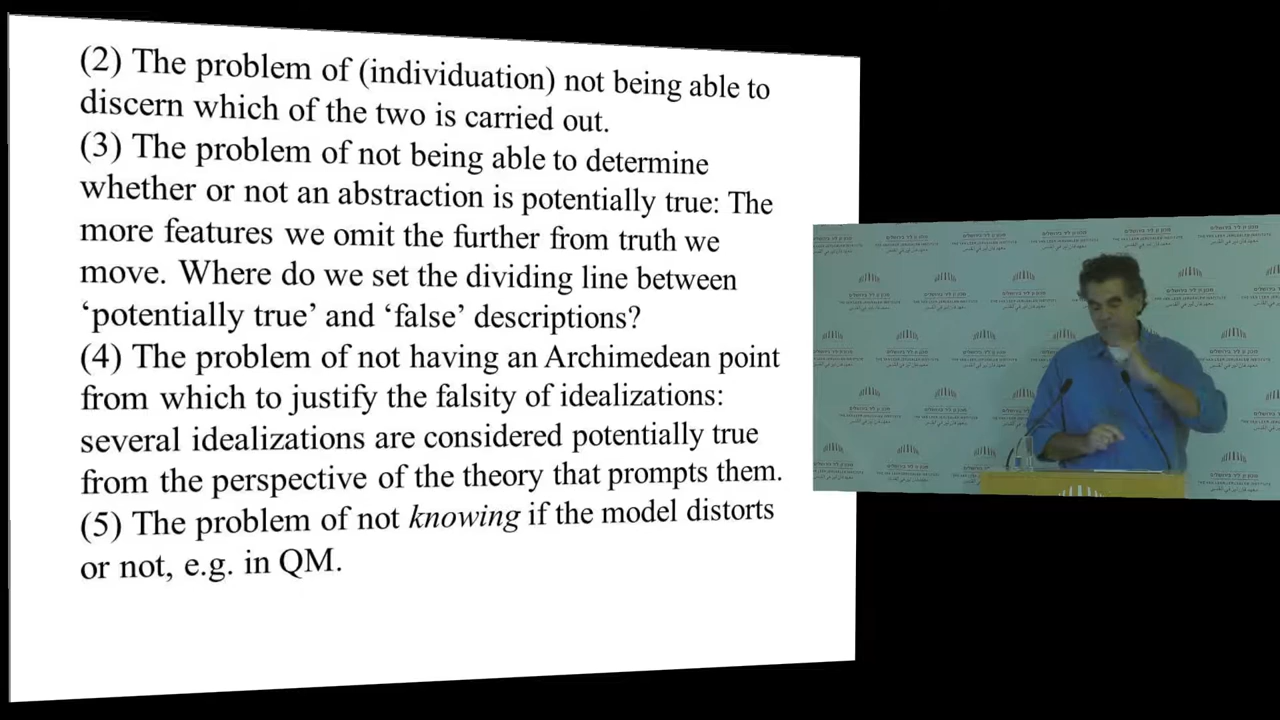 (2) The problem of (individuation) not being able to
discern which of the two is carried out.
(3) The problem of not being able to determine
whether or not an abstraction is potentially true: The
more features we omit the further from truth we
move. Where do we set the dividing line between
‘potentially true’ and ‘false’ descriptions?
(4) The problem of not having an Archimedean point
from which to justify the falsity of idealizations:
several idealizations are considered potentially true
from the perspective of the theory that prompts them.
(5) The problem of not knowing if the model distorts
or not, e.g. in QM.